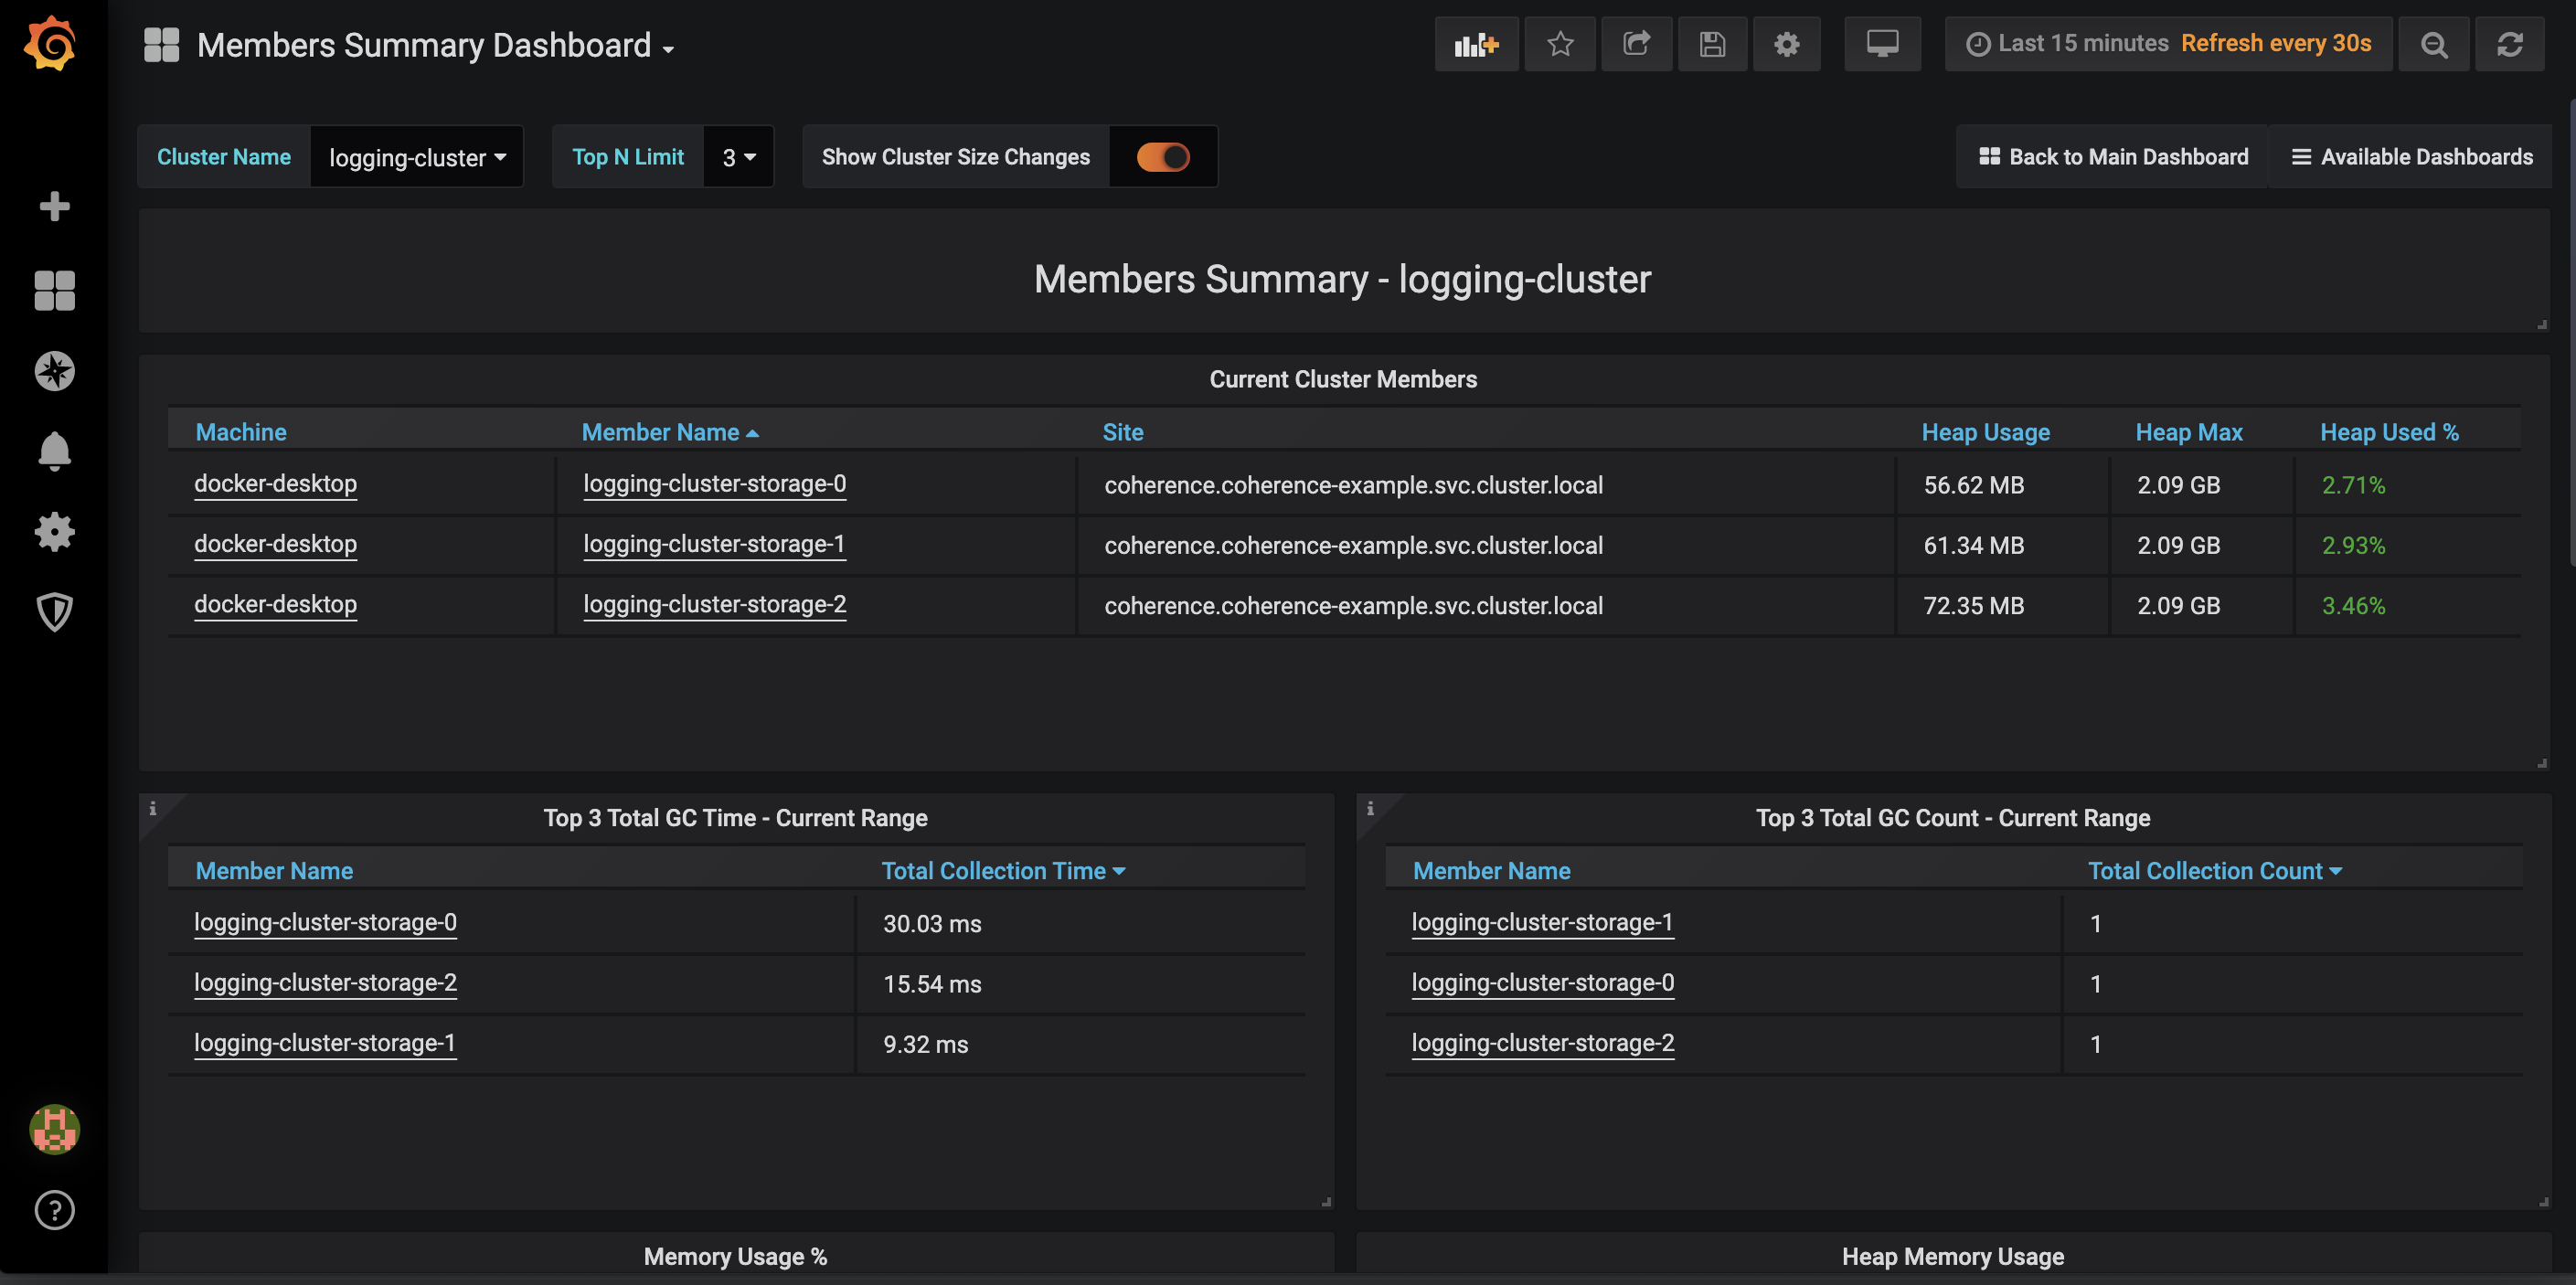 Members Summary Dashboard
Last 15 minutes Refresh every 30s
Cluster Name logging-cluster Top N Limit 3 Show Cluster Size Changes Back to Main Dashboard Available Dashboards
Members Summary - logging-cluster
Current Cluster Members
Machine Member Name Site Heap Usage Heap Max Heap Used %
docker-desktop logging-cluster-storage-0 coherence.coherence-example.svc.cluster.local 56.62 MB 2.09 GB 2.71%
docker-desktop logging-cluster-storage-1 coherence.coherence-example.svc.cluster.local 61.34 MB 2.09 GB 2.93%
docker-desktop logging-cluster-storage-2 coherence.coherence-example.svc.cluster.local 72.35 MB 2.09 GB 3.46%
Top 3 Total GC Time - Current Range
Member Name Total Collection Time
logging-cluster-storage-0 30.03 ms
logging-cluster-storage-2 15.54 ms
logging-cluster-storage-1 9.32 ms
Top 3 Total GC Count - Current Range
Member Name Total Collection Count
logging-cluster-storage-1 1
logging-cluster-storage-0 1
logging-cluster-storage-2 1
Memory Usage %
Heap Memory Usage